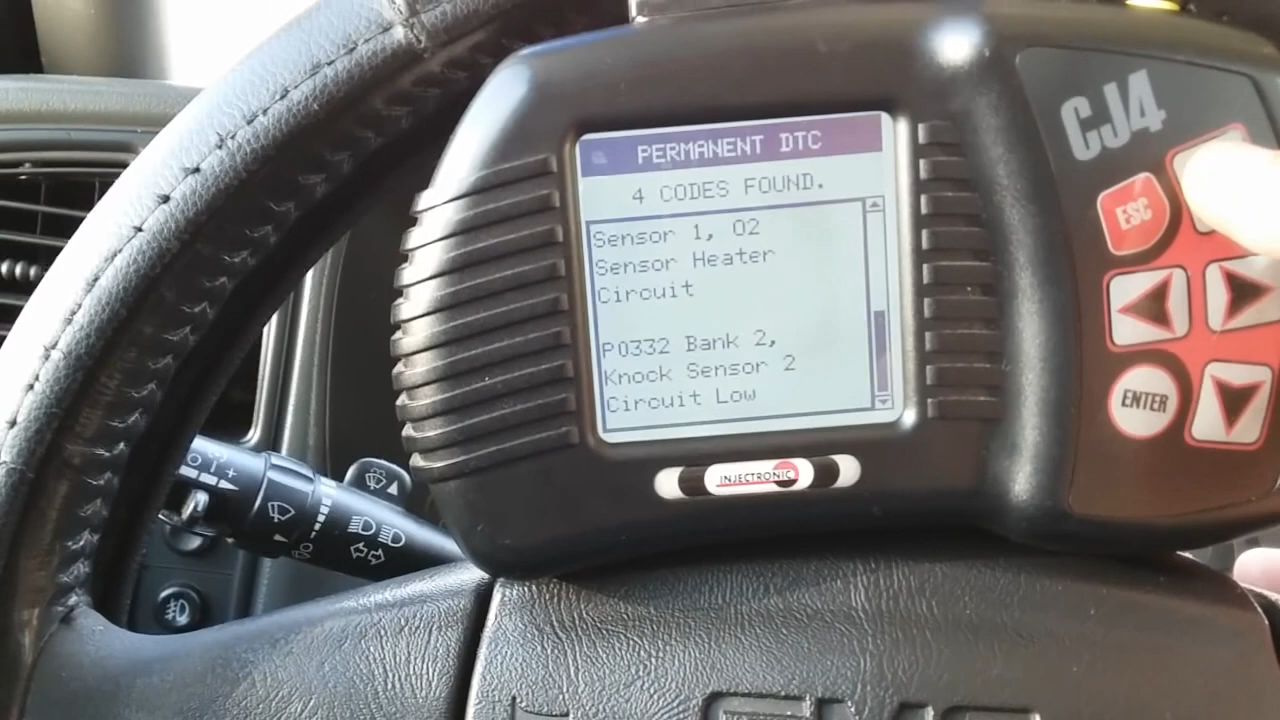 PERMANENT DTC
4 CODES FOUND.
Sensor 1, O2
Sensor Heater
Circuit
P0332 Bank 2,
Knock Sensor 2
Circuit Low
INJECTRONIC
CJ4
ESC
ENTER
GMC